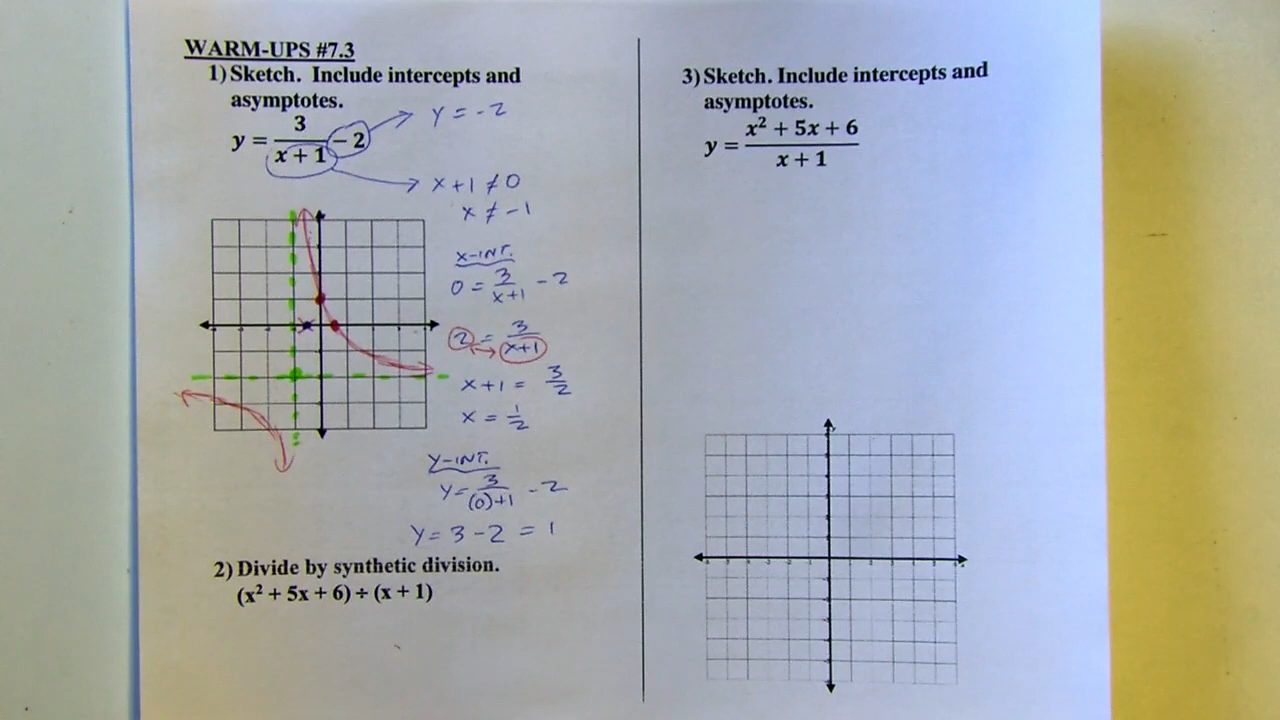 WARM-UPS #7.3
1) Sketch. Include intercepts and
asymptotes.
y = 3/(x + 1) − 2
y = -2
x+1 ≠ 0
x ≠ -1
x-INT.
0 = 3/(x+1) - 2
2 = 3/(x+1)
x+1 = 3/2
x = 1/2
Y-INT.
y = 3/((0)+1) - 2
y = 3 - 2 = 1
2) Divide by synthetic division.
(x² + 5x + 6) ÷ (x + 1)
3) Sketch. Include intercepts and
asymptotes.
y = (x² + 5x + 6)/(x + 1)